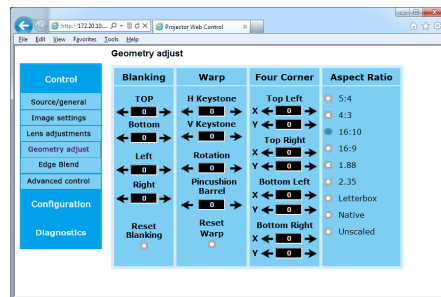 http://172.20.10....
Projector Web Control
File Edit View Favorites Tools Help
Geometry adjust
Control
Source/general
Image settings
Lens adjustments
Geometry adjust
Edge Blend
Advanced control
Configuration
Diagnostics
Blanking
TOP
0
Bottom
0
Left
0
Right
0
Reset
Blanking
Warp
H Keystone
0
V Keystone
0
Rotation
0
Pincushion
Barrel
0
Reset
Warp
Four Corner
Top Left
X 0
Y 0
Top Right
X 0
Y 0
Bottom Left
X 0
Y 0
Bottom Right
X 0
Y 0
Aspect Ratio
5:4
4:3
16:10
16:9
1.88
2.35
Letterbox
Native
Unscaled